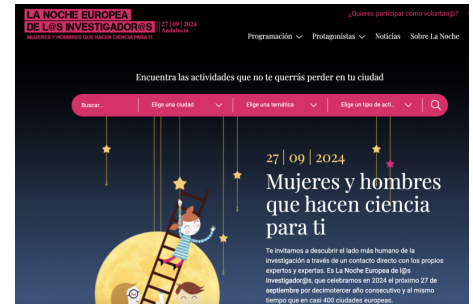 LA NOCHE EUROPEA
DE L@S INVESTIGADOR@S
MUJERES Y HOMBRES QUE HACEN CIENCIA PARA TI
27 | 09 | 2024
Andalucía
¿Quieres participar como voluntari@?
Programación
Protagonistas
Noticias
Sobre La Noche
Encuentra las actividades que no te querrás perder en tu ciudad
Buscar...
Elige una ciudad
Elige una temática
Elige un tipo de acti...
27 | 09 | 2024
Mujeres y hombres
que hacen ciencia
para ti
Te invitamos a descubrir el lado más humano de la
investigación a través de un contacto directo con los propios
expertos y expertas. Es La Noche Europea de l@s
Investigador@s, que celebramos en 2024 el próximo 27 de
septiembre por decimotercer año consecutivo y al mismo
tiempo que en casi 400 ciudades europeas.